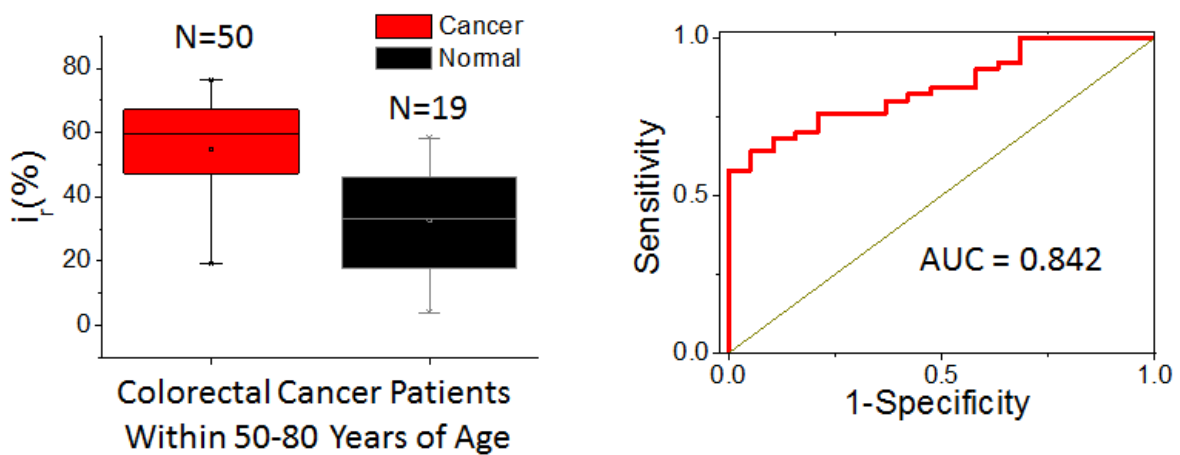 N=50
Cancer
Normal
N=19
i_r(%)
80
60
40
20
0
Colorectal Cancer Patients
Within 50-80 Years of Age
Sensitivity
1.0
0.5
0.0
AUC = 0.842
0.0
0.5
1.0
1-Specificity